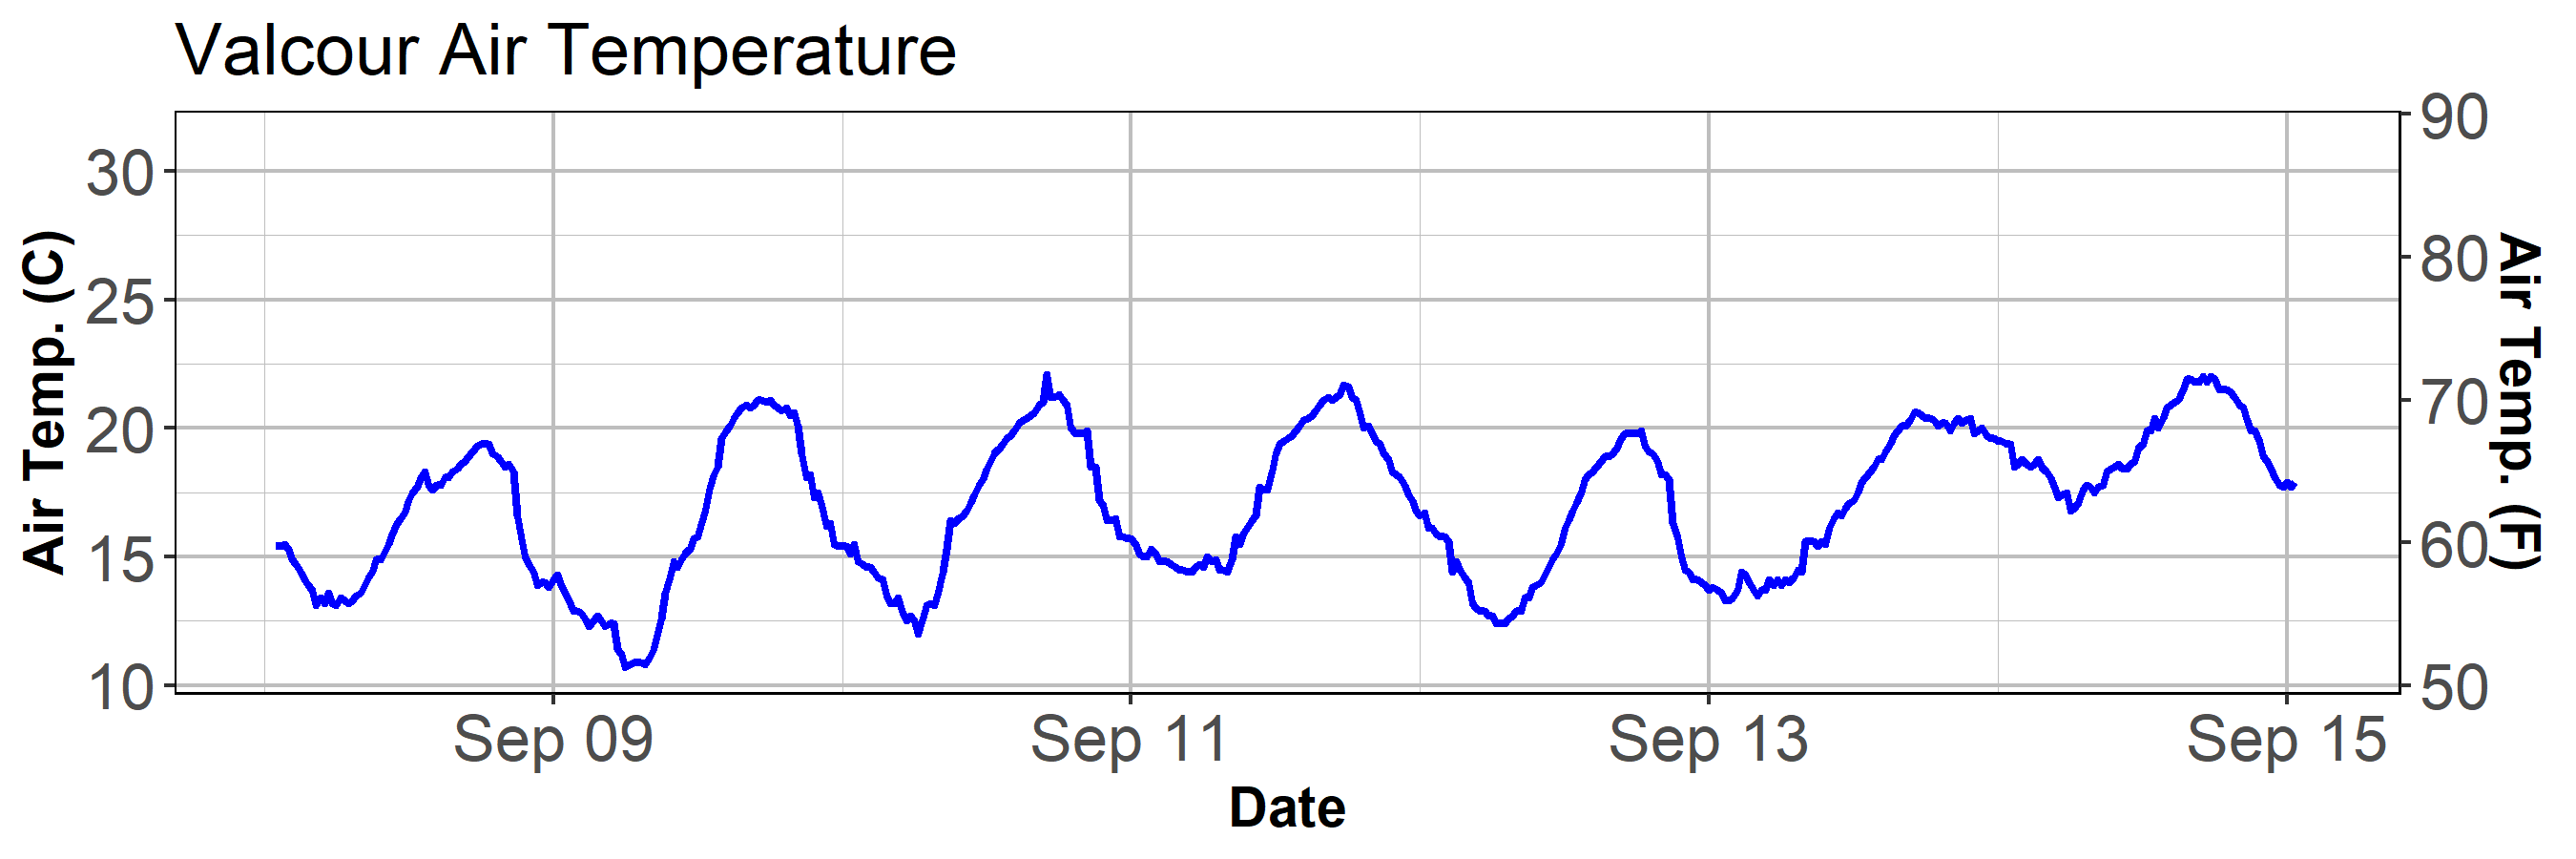 Valcour Air Temperature
Air Temp. (C)
30
25
20
15
10
90
80
70
60
50
Air Temp. (F)
Sep 09
Sep 11
Sep 13
Sep 15
Date